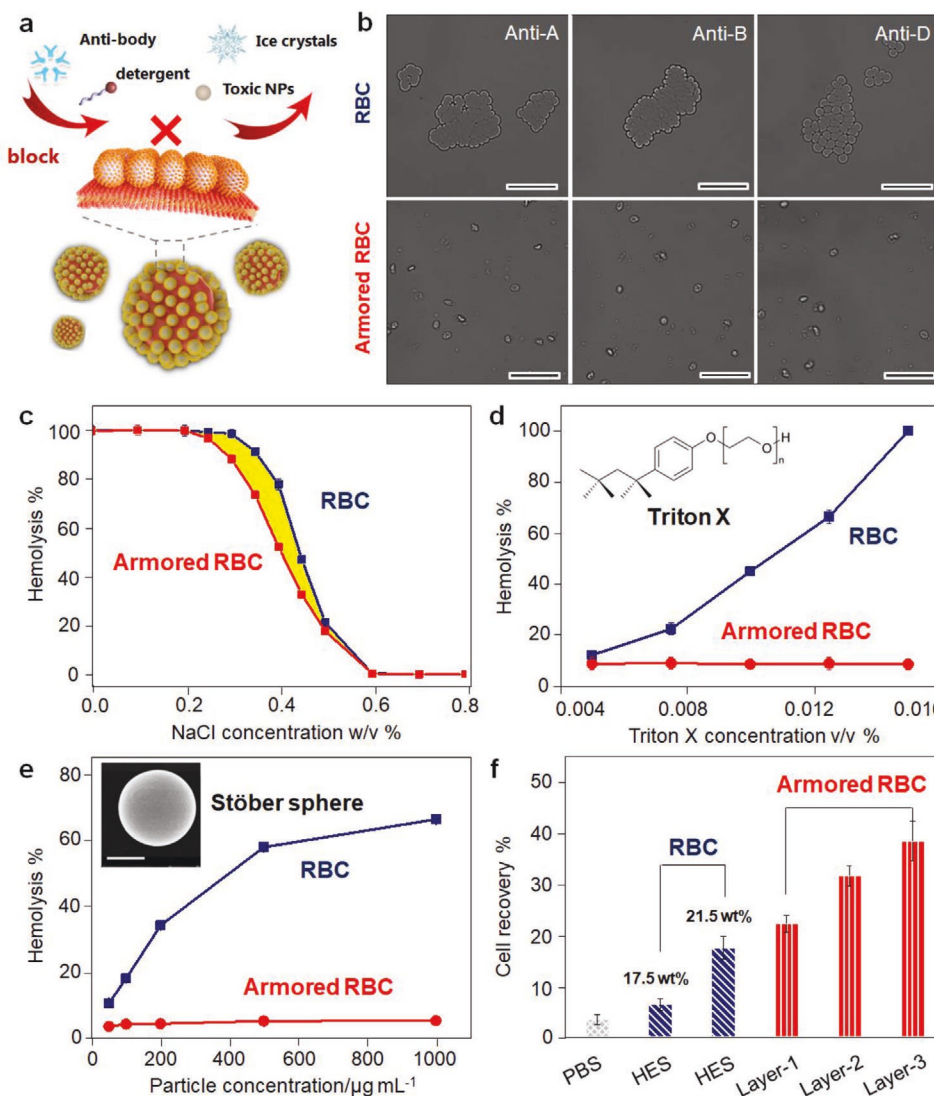 a
Anti-body
Ice crystals
detergent
Toxic NPs
block
b
Anti-A
Anti-B
Anti-D
RBC
Armored RBC
c
100
80
60
40
20
0
Hemolysis %
RBC
Armored RBC
0.0
0.2
0.4
0.6
0.8
NaCl concentration w/v %
d
100
80
60
40
20
0
Hemolysis %
O
O
H
n
Triton X
RBC
Armored RBC
0.004
0.008
0.012
0.016
Triton X concentration v/v %
e
80
60
40
20
0
Hemolysis %
Stöber sphere
RBC
Armored RBC
0
200
400
600
800
1000
Particle concentration/µg mL-1
f
50
40
30
20
10
0
Cell recovery %
Armored RBC
RBC
21.5 wt%
17.5 wt%
PBS
HES
HES
Layer-1
Layer-2
Layer-3